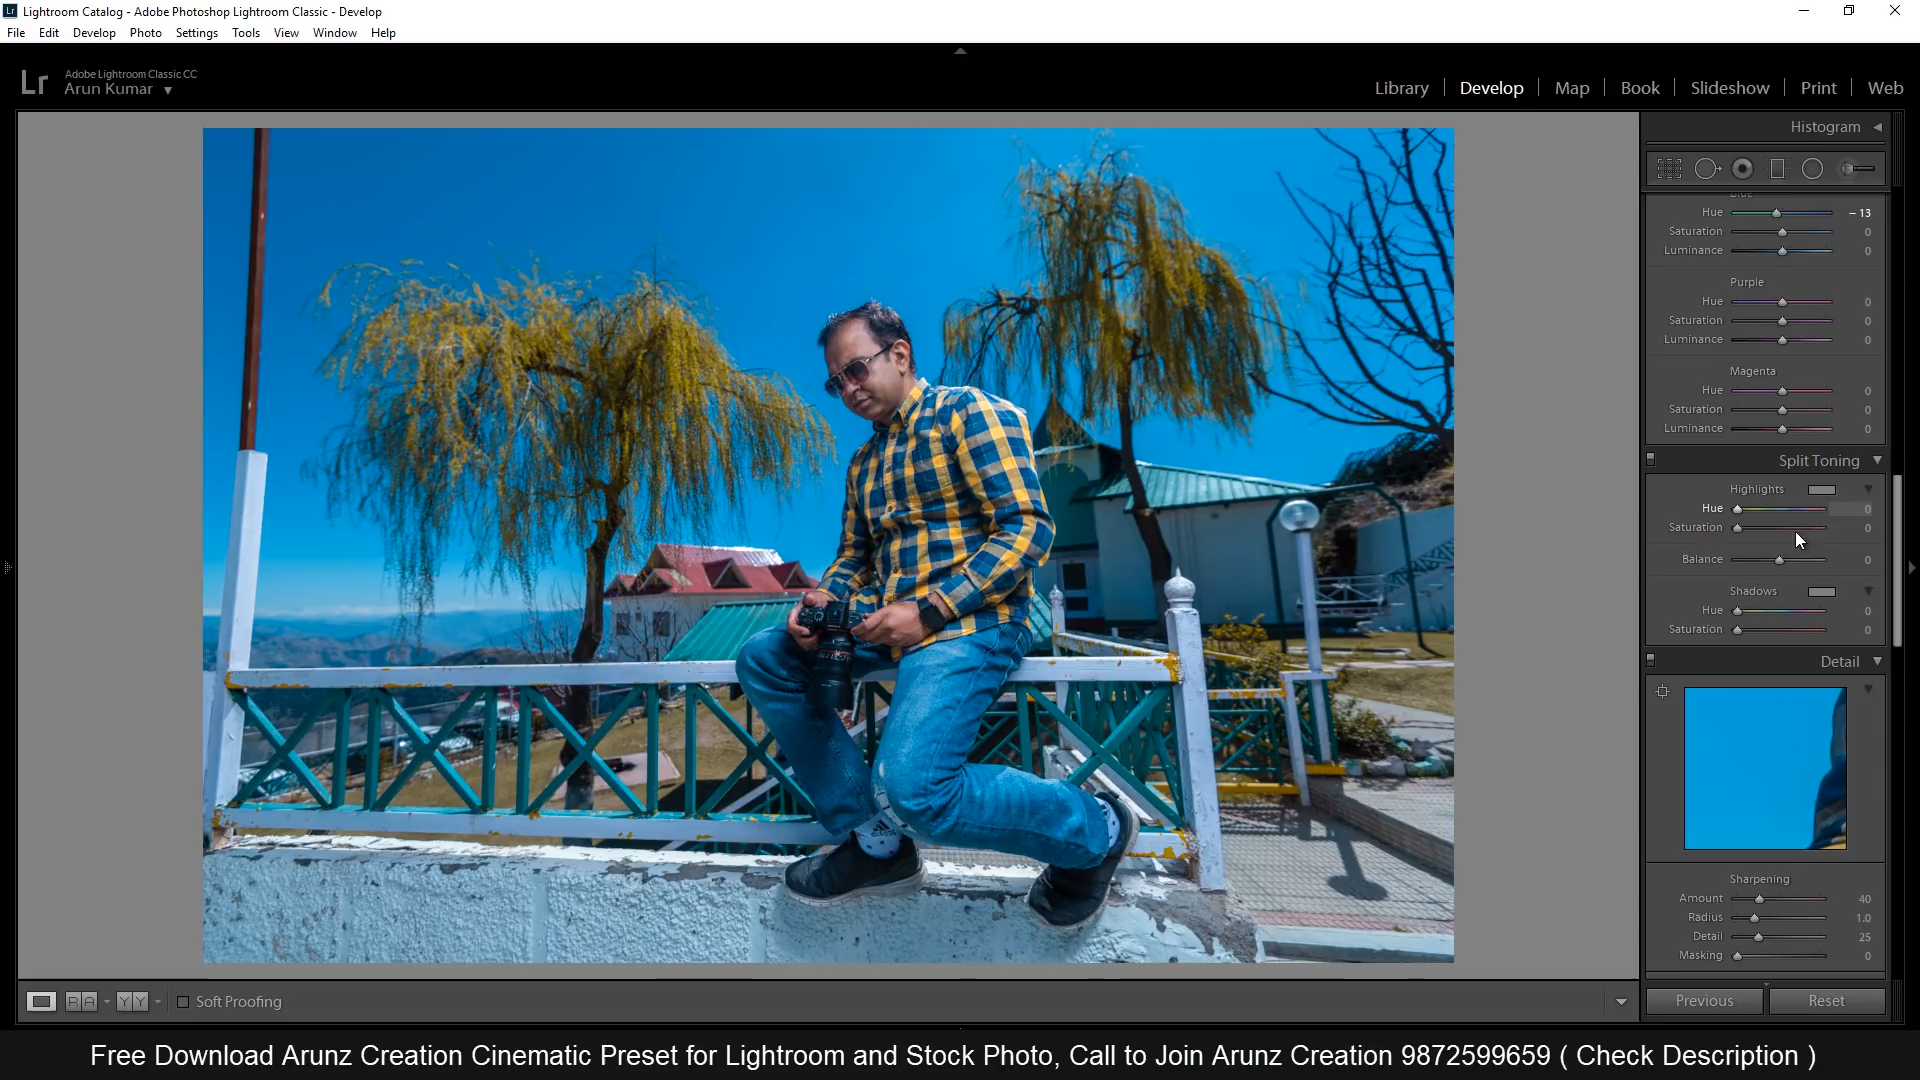 Lightroom Catalog - Adobe Photoshop Lightroom Classic - Develop
File Edit Develop Photo Settings Tools View Window Help
Lr Adobe Lightroom Classic CC
Arun Kumar
Library Develop Map Book Slideshow Print Web
Histogram
Blue
Hue - 13
Saturation 0
Luminance 0
Purple
Hue 0
Saturation 0
Luminance 0
Magenta
Hue 0
Saturation 0
Luminance 0
Split Toning
Highlights
Hue 0
Saturation 0
Balance 0
Shadows
Hue 0
Saturation 0
Detail
adidas
Sharpening
Amount 40
Radius 1.0
Detail 25
Masking 0
R A Y Y Soft Proofing
Previous Reset
Free Download Arunz Creation Cinematic Preset for Lightroom and Stock Photo, Call to Join Arunz Creation 9872599659 ( Check Description )